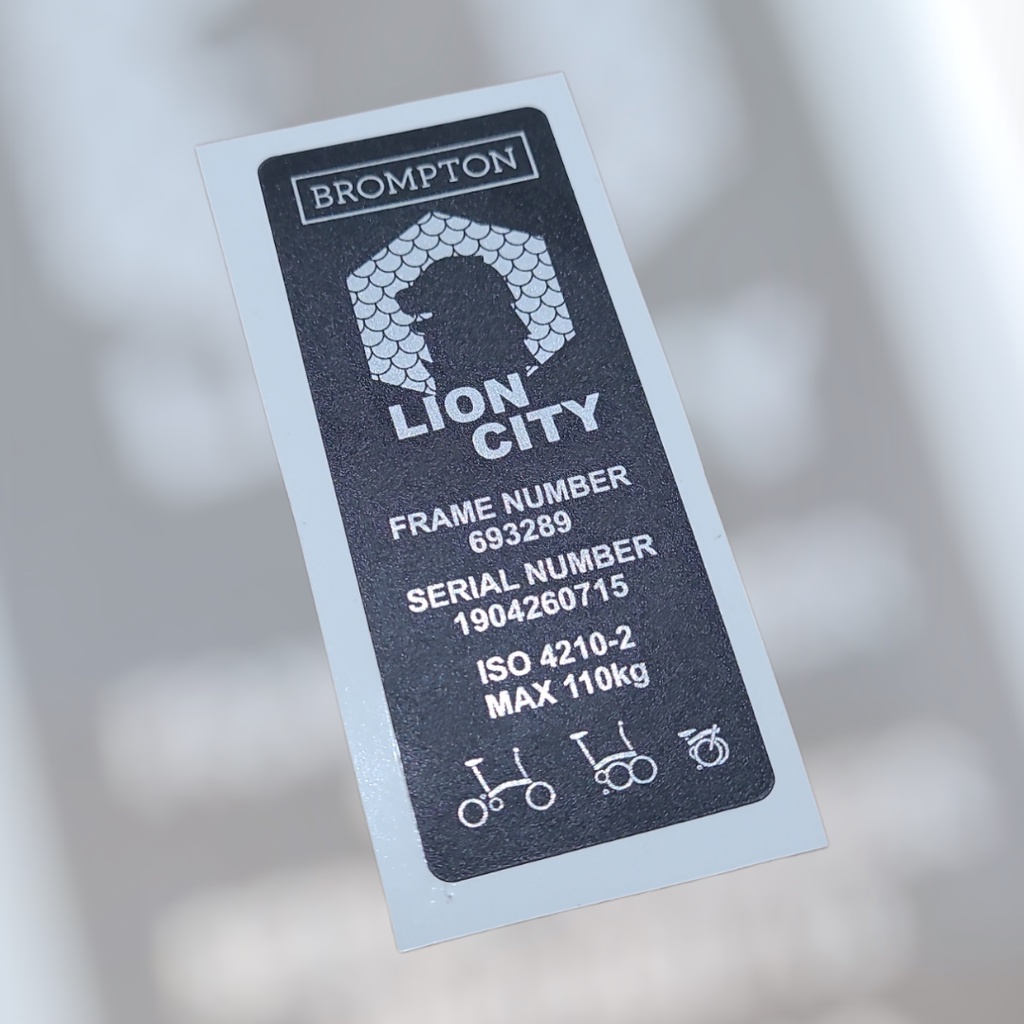 BROMPTON
LION
CITY
FRAME NUMBER
693289
SERIAL NUMBER
1904260715
ISO 4210-2
MAX 110kg